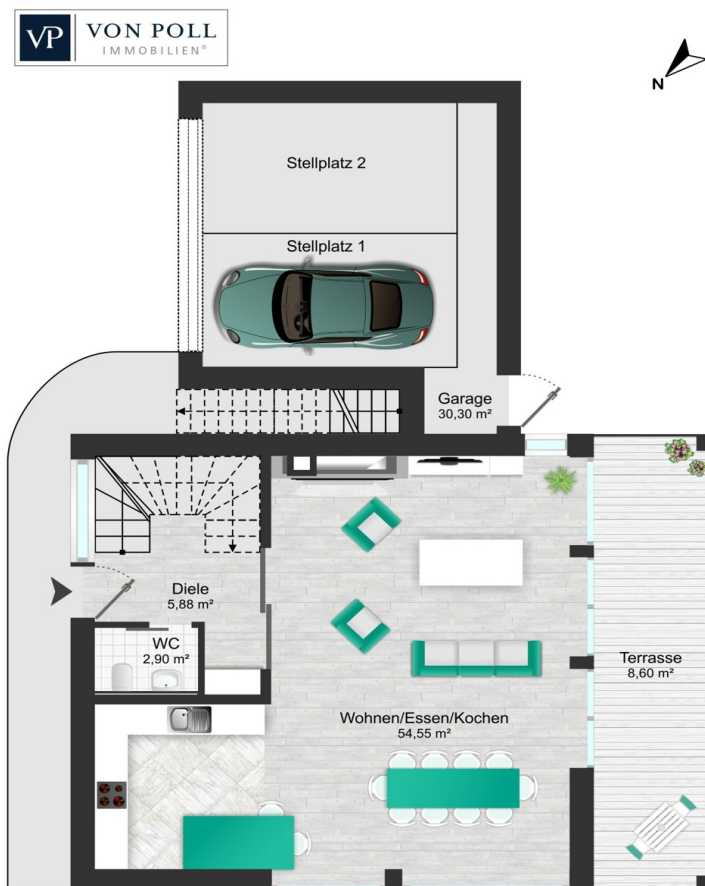 VP VON POLL
IMMOBILIEN®
N
Stellplatz 2
Stellplatz 1
Garage
30,30 m²
Diele
5,88 m²
WC
2,90 m²
Terrasse
8,60 m²
Wohnen/Essen/Kochen
54,55 m²